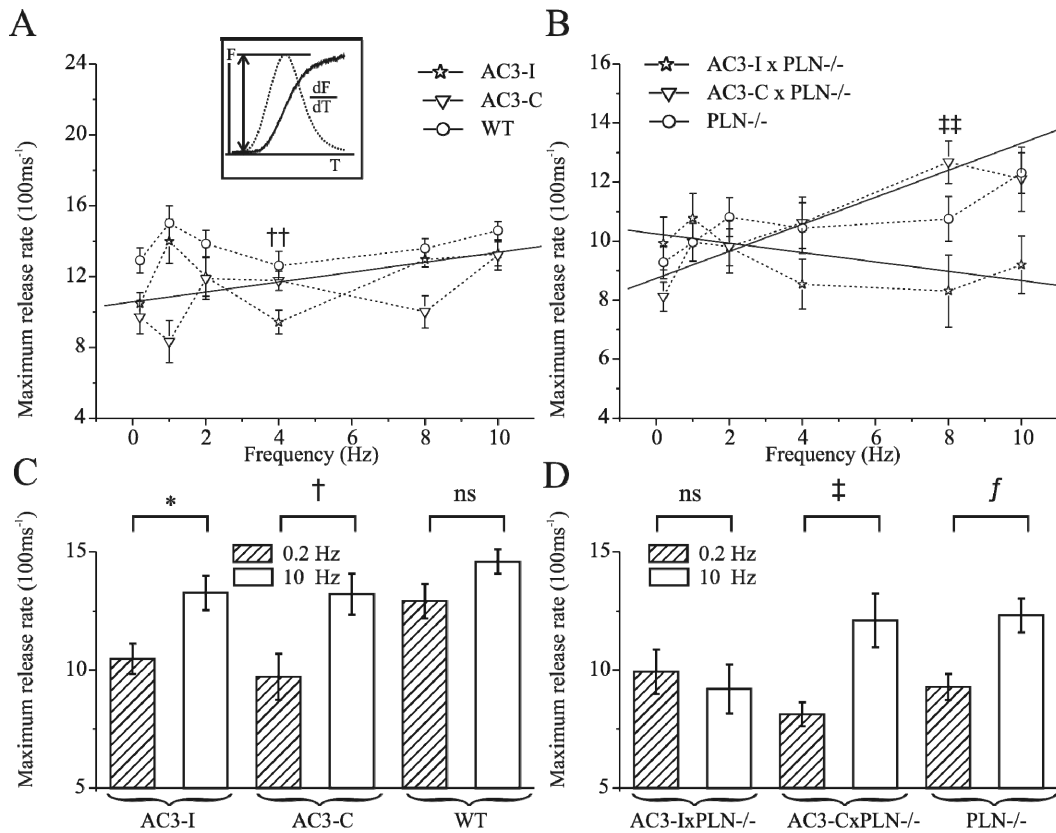 A
Maximum release rate (100ms-1)
24
20
16
12
8
4
0 2 4 6 8 10
Frequency (Hz)
F
dF
dT
T
AC3-I
AC3-C
WT
††
B
Maximum release rate (100ms-1)
16
14
12
10
8
6
4
0 2 4 6 8 10
Frequency (Hz)
AC3-I x PLN-/-
AC3-C x PLN-/-
PLN-/-
‡‡
C
Maximum release rate (100ms-1)
* † ns
15
10
5
0.2 Hz
10 Hz
AC3-I AC3-C WT
D
Maximum release rate (100ms-1)
ns ‡ ƒ
15
10
5
0.2 Hz
10 Hz
AC3-IxPLN-/- AC3-CxPLN-/- PLN-/-